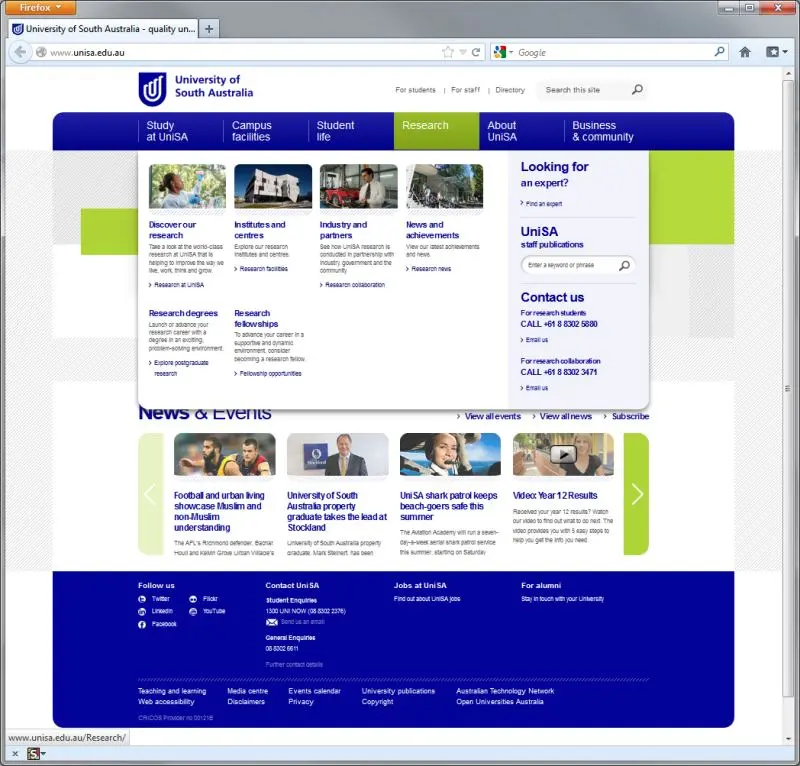 Firefox
University of South Australia - quality un...
www.unisa.edu.au
Google
University of
South Australia
For students | For staff | Directory
Search this site
Study
at UniSA
Campus
facilities
Student
life
Research
About
UniSA
Business
& community
Discover our
research
Take a look at the world-class
research at UniSA that is
helping to improve the way we
live, work, think and grow.
Research at UniSA
Institues and
centres
Explore our research
institutes and centres.
Research facilities
Industry and
partners
See how UniSA research is
conducted in partnership with
industry, government and the
community
Research collaboration
News and
achievements
View our latest achievements
and news.
Research news
Research degrees
Launch or advance your
research career with a
degree in an exciting,
problem-solving environment.
Explore postgraduate
research
Research
fellowships
To advance your career in a
supportive and dynamic
environment, consider
becoming a research fellow.
Fellowship opportunities
Looking for
an expert?
Find an expert
UniSA
staff publications
Enter a keyword or phrase
Contact us
For research students
CALL +61 8 8302 5880
Email us
For research collaboration
CALL +61 8 8302 3471
Email us
News & Events
View all events
View all news
Subscribe
Football and urban living
showcase Muslim and
non-Muslim
understanding
The AFL's Richmond defender, Bachar
Houli and Kelvin Grove Urban Village's
University of South
Australia property
graduate takes the lead at
Stockland
University of South Australia property
graduate, Mark Steinert, has been
UniSA shark patrol keeps
beach-goers safe this
summer
The Aviation Academy will run a seven-
day-a-week aerial shark patrol service
this summer, starting on Saturday
Video: Year 12 Results
Received your year 12 results? Watch
our video to find out what to do next. The
video provides you with 5 easy steps to
help you get the info you need.
Follow us
Twitter
Flickr
LinkedIn
YouTube
Facebook
Contact UniSA
Student Enquiries
1300 UNI NOW (08 8302 2376)
Send us an email
General Enquiries
08 8302 6611
Further contact details
Jobs at UniSA
Find out about UniSA jobs
For alumni
Stay in touch with your University
Teaching and learning
Media centre
Events calendar
University publications
Australian Technology Network
Web accessibility
Disclaimers
Privacy
Copyright
Open Universities Australia
CRICOS Provider no 00121B
www.unisa.edu.au/Research/